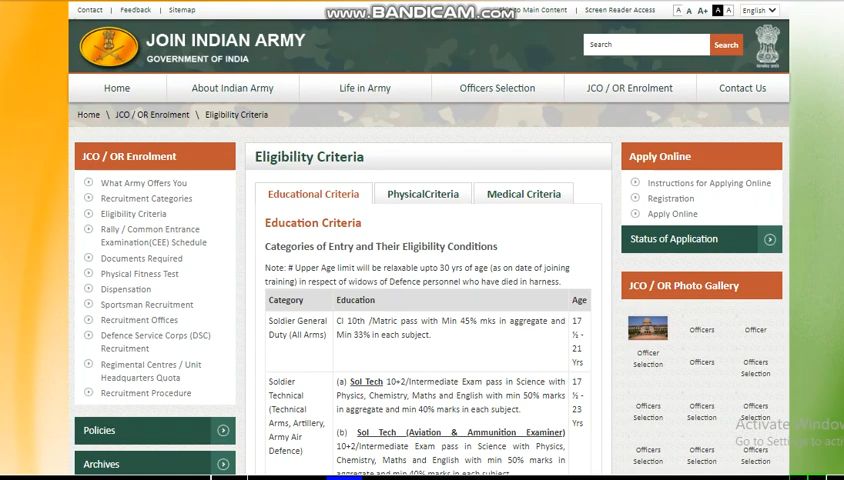 Contact | Feedback | Sitemap
www.BANDICAM.com
Main Content | Screen Reader Access
A A A+ A A
English
JOIN INDIAN ARMY
GOVERNMENT OF INDIA
Search
Search
Home
About Indian Army
Life in Army
Officers Selection
JCO / OR Enrolment
Contact Us
Home \ JCO / OR Enrolment \ Eligibility Criteria
JCO / OR Enrolment
What Army Offers You
Recruitment Categories
Eligibility Criteria
Rally / Common Entrance
Examination(CEE) Schedule
Documents Required
Physical Fitness Test
Dispensation
Sportsman Recruitment
Recruitment Offices
Defence Service Corps (DSC)
Recruitment
Regimental Centres / Unit
Headquarters Quota
Recruitment Procedure
Policies
Archives
Eligibility Criteria
Educational Criteria
PhysicalCriteria
Medical Criteria
Education Criteria
Categories of Entry and Their Eligibility Conditions
Note: # Upper Age limit will be relaxable upto 30 yrs of age (as on date of joining
training) in respect of widows of Defence personnel who have died in harness.
Category Education Age
Soldier General
Duty (All Arms)
Cl 10th /Matric pass with Min 45% mks in aggregate and
Min 33% in each subject.
17
½ -
21
Yrs
Soldier
Technical
(Technical
Arms, Artillery,
Army Air
Defence)
(a) Sol Tech 10+2/Intermediate Exam pass in Science with
Physics, Chemistry, Maths and English with min 50% marks
in aggregate and min 40% marks in each subject.
(b) Sol Tech (Aviation & Ammunition Examiner)
10+2/Intermediate Exam pass in Science with Physics,
Chemistry, Maths and English with min 50% marks in
aggregate and min 40% marks in each subject.
17
½ -
23
Yrs
Apply Online
Instructions for Applying Online
Registration
Apply Online
Status of Application
JCO / OR Photo Gallery
Officer
Selection
Officers
Officer
Officers
Selection
Officers
Selection
Officers
Selection
Officers
Selection
Officers
Selection
Officers
Selection
Officers
Selection
Activate Window
Go to Settings to acti